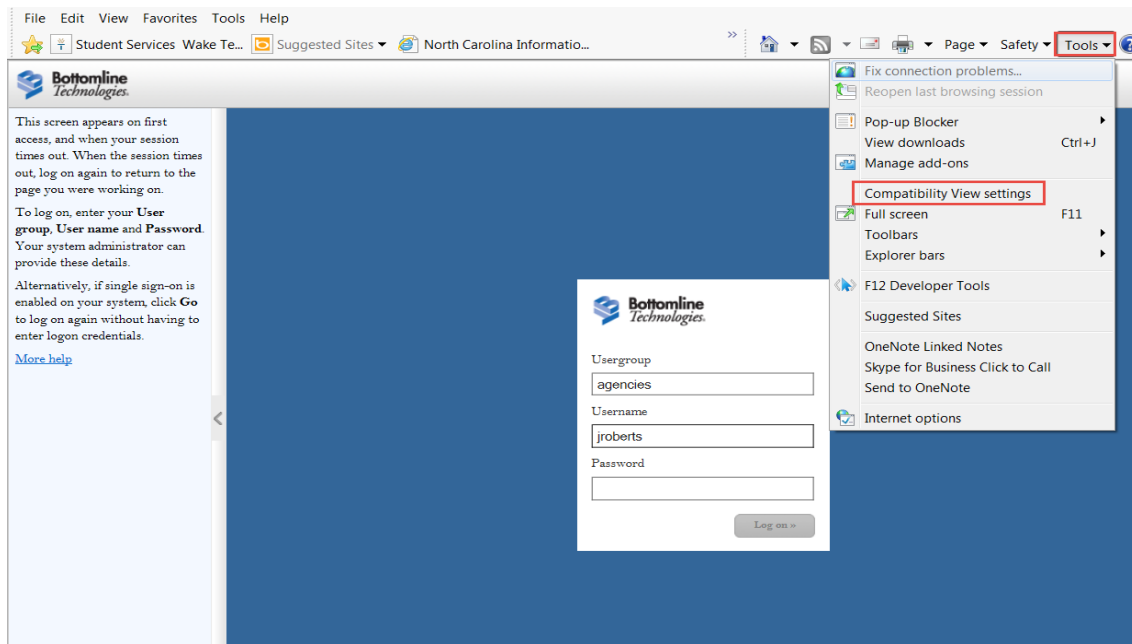 File Edit View Favorites Tools Help
Student Services Wake Te... Suggested Sites North Carolina Informatio... » Page Safety Tools
Bottomline
Technologies.
This screen appears on first
access, and when your session
times out. When the session times
out, log on again to return to the
page you were working on.
To log on, enter your User
group, User name and Password.
Your system administrator can
provide these details.
Alternatively, if single sign-on is
enabled on your system, click Go
to log on again without having to
enter logon credentials.
More help
Bottomline
Technologies.
Usergroup
agencies
Username
jroberts
Password
Log on »
Fix connection problems...
Reopen last browsing session
Pop-up Blocker
View downloads Ctrl+J
Manage add-ons
Compatibility View settings
Full screen F11
Toolbars
Explorer bars
F12 Developer Tools
Suggested Sites
OneNote Linked Notes
Skype for Business Click to Call
Send to OneNote
Internet options